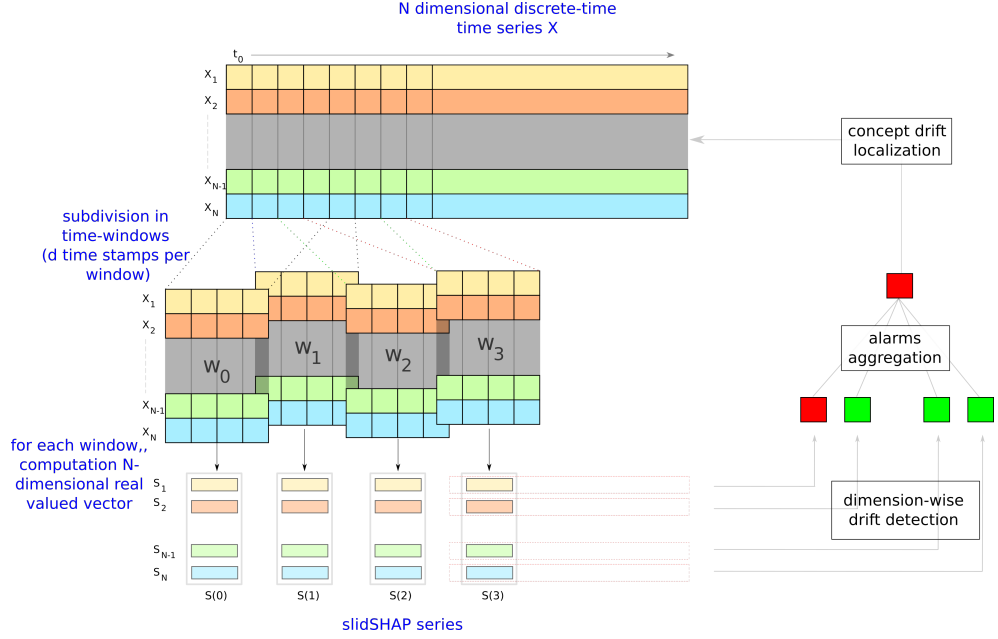 N dimensional discrete-time
time series X
t0
X1
X2
XN-1
XN
concept drift
localization
subdivision in
time-windows
(d time stamps per
window)
X1
X2
XN-1
XN
w0
w1
w2
w3
alarms
aggregation
for each window,,
computation N-
dimensional real
valued vector
S1
S2
SN-1
SN
dimension-wise
drift detection
S(0)
S(1)
S(2)
S(3)
slidSHAP series